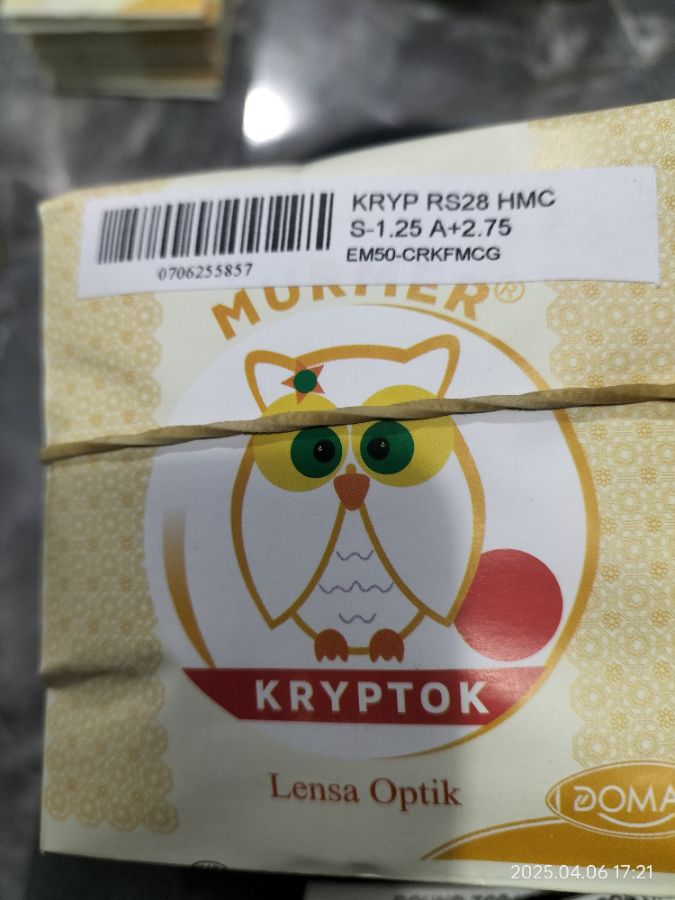 KRYP RS28 HMC
S-1.25 A+2.75
EM50-CRKFMCG
0706255857
KRYPTOK
Lensa Optik
DOMA
2025.04.06 17:21